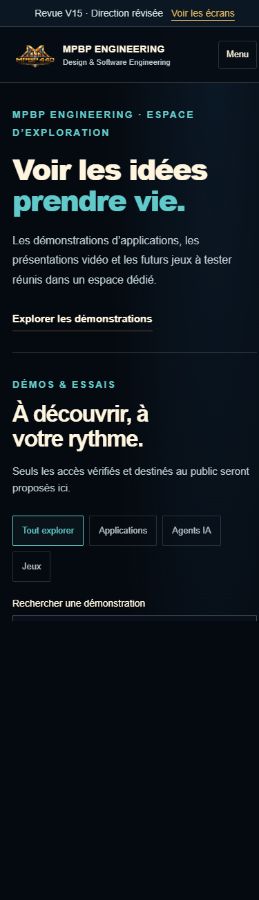 Revue V15 · Direction révisée Voir les écrans
MPBP 440
MPBP ENGINEERING
Design & Software Engineering
Menu
MPBP ENGINEERING · ESPACE
D'EXPLORATION
Voir les idées
prendre vie.
Les démonstrations d'applications, les
présentations vidéo et les futurs jeux à tester
réunis dans un espace dédié.
Explorer les démonstrations
DÉMOS & ESSAIS
À découvrir, à
votre rythme.
Seuls les accès vérifiés et destinés au public seront
proposés ici.
Tout explorer Applications Agents IA
Jeux
Rechercher une démonstration